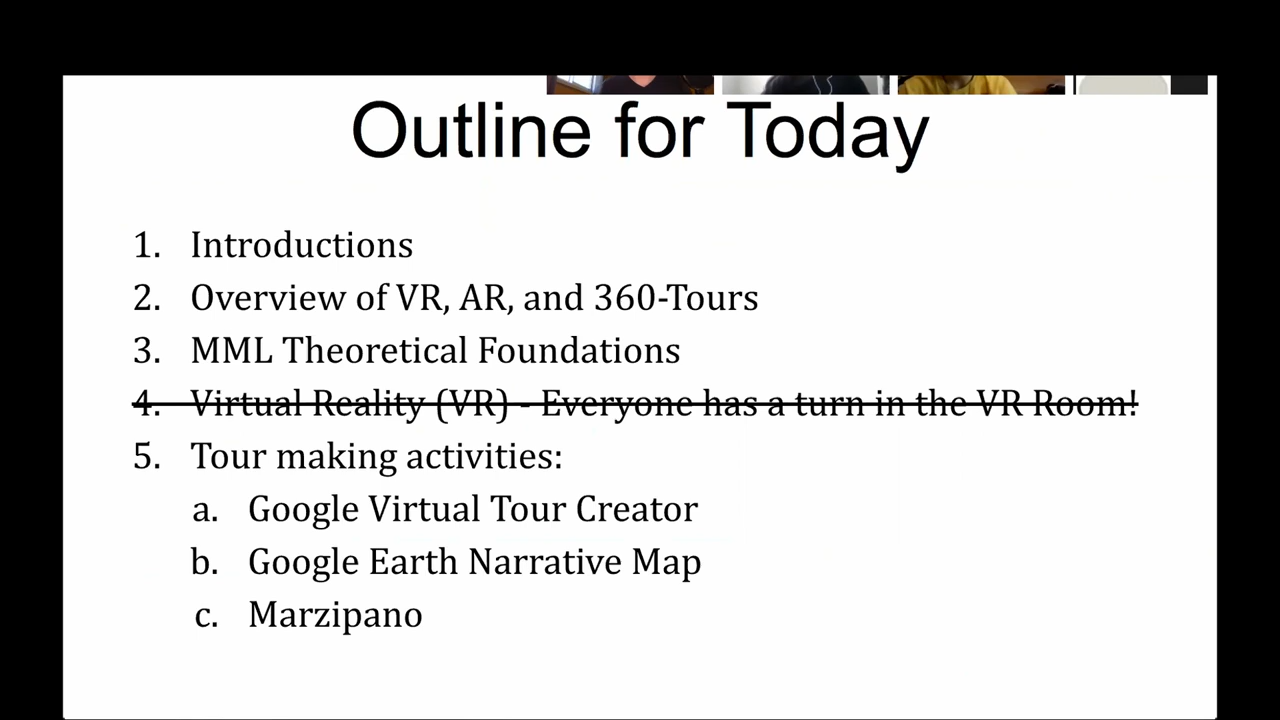 Outline for Today
1. Introductions
2. Overview of VR, AR, and 360-Tours
3. MML Theoretical Foundations
4. Virtual Reality (VR) - Everyone has a turn in the VR Room!
5. Tour making activities:
a. Google Virtual Tour Creator
b. Google Earth Narrative Map
c. Marzipano